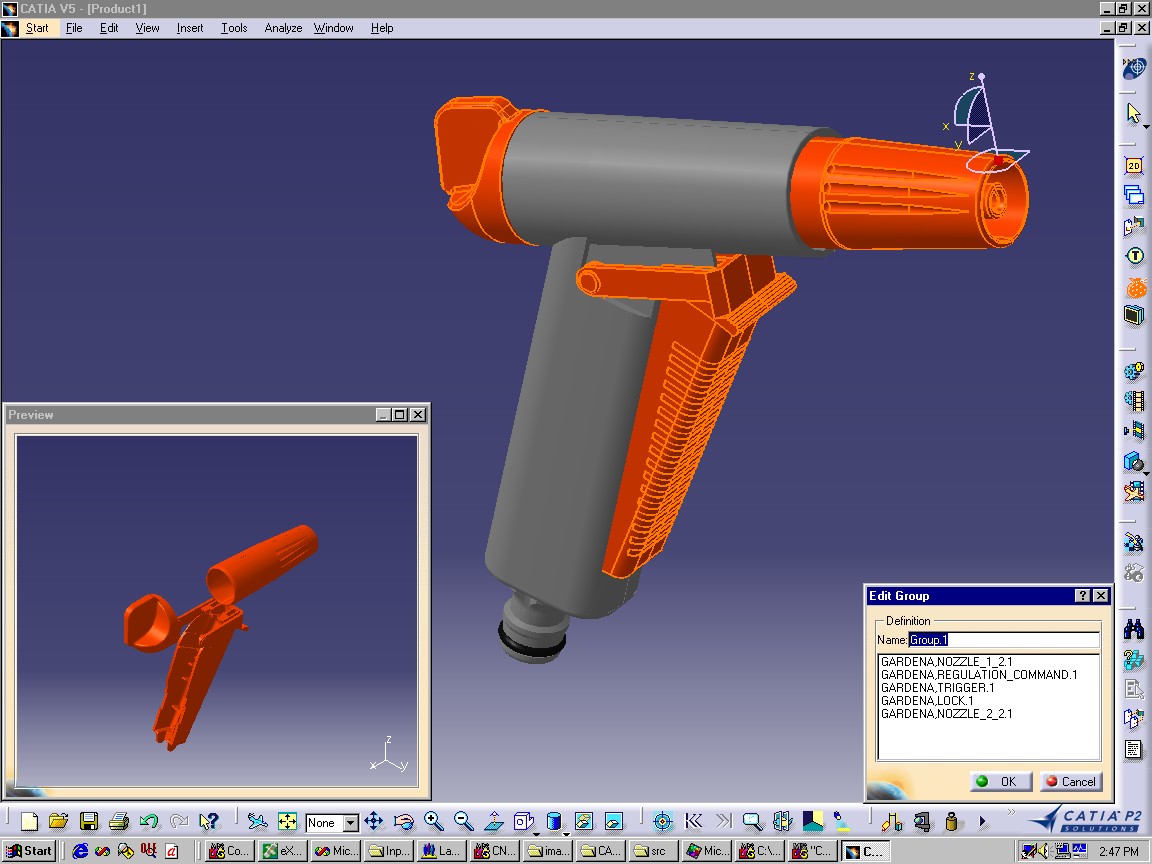 CATIA V5 - [Product1]
Start File Edit View Insert Tools Analyze Window Help
z
x
y
2D
T
Preview
z
x y
Edit Group
Definition
Name: Group.1
GARDENA,NOZZLE_1_2.1
GARDENA,REGULATION_COMMAND.1
GARDENA,TRIGGER.1
GARDENA,LOCK.1
GARDENA,NOZZLE_2_2.1
OK Cancel
None
CATIA P2
SOLUTIONS
Start Co... eX... Mic... Inp... La... CN... ima... CA... src Mic... C:\... "C... C... 2:47 PM